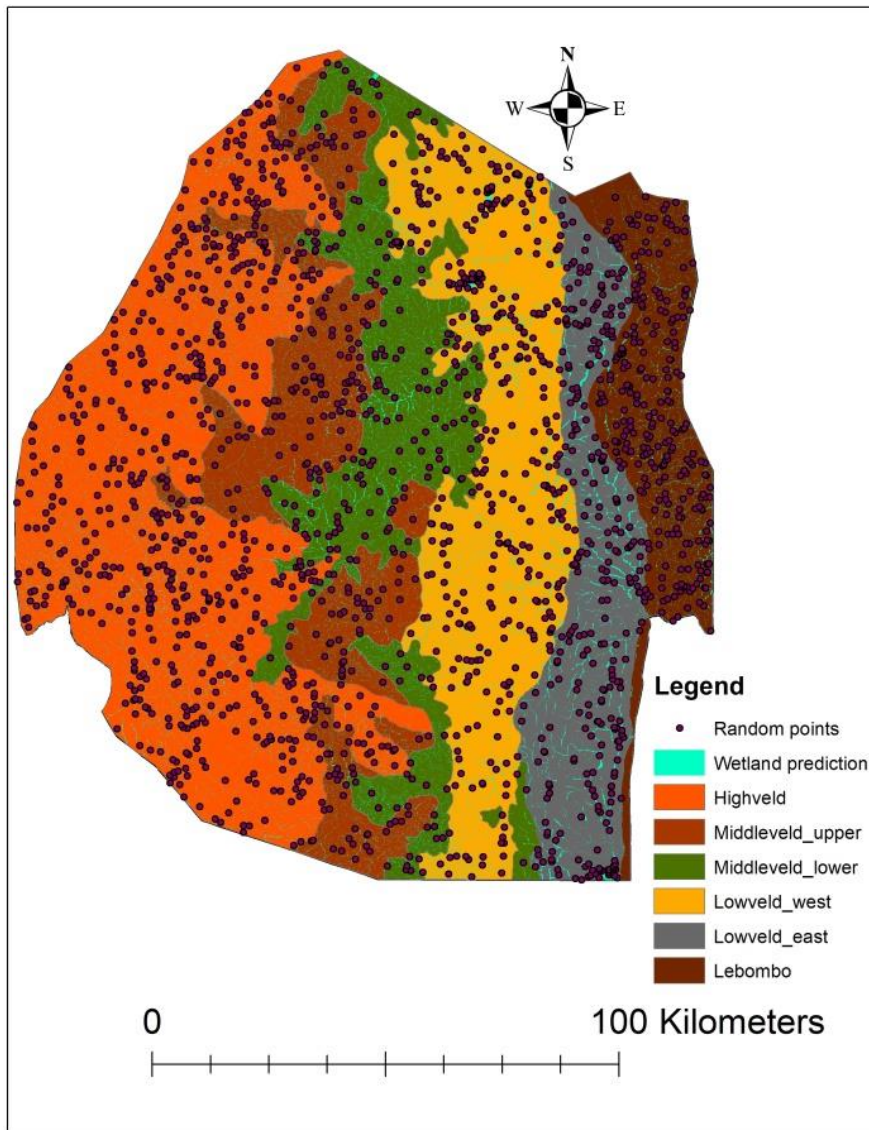 N
W E
S
Legend
Random points
Wetland prediction
Highveld
Middleveld_upper
Middleveld_lower
Lowveld_west
Lowveld_east
Lebombo
0 100 Kilometers